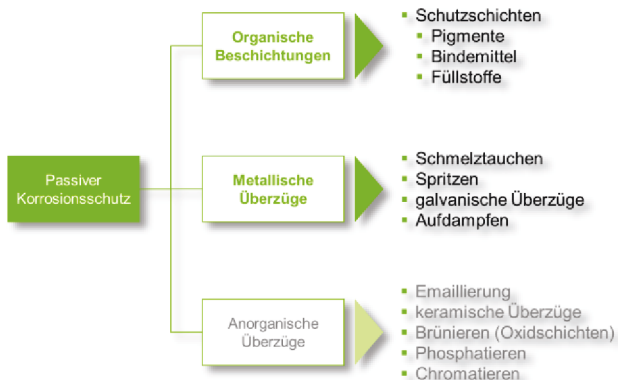 Organische
Beschichtungen
Schutzschichten
Pigmente
Bindemittel
Füllstoffe
Passiver
Korrosionsschutz
Metallische
Überzüge
Schmelztauchen
Spritzen
galvanische Überzüge
Aufdampfen
Anorganische
Überzüge
Emaillierung
keramische Überzüge
Brünieren (Oxidschichten)
Phosphatieren
Chromatieren